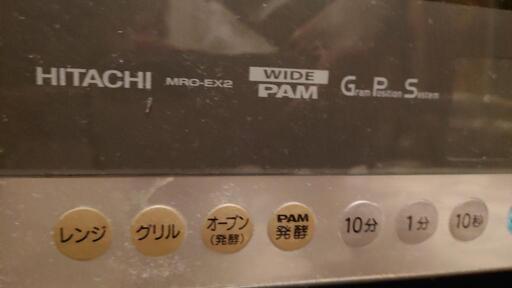 HITACHI MRO-EX2 WIDE PAM Gram Position System
レンジ グリル オーブン (発酵) PAM 発酵 10分 1分 10秒